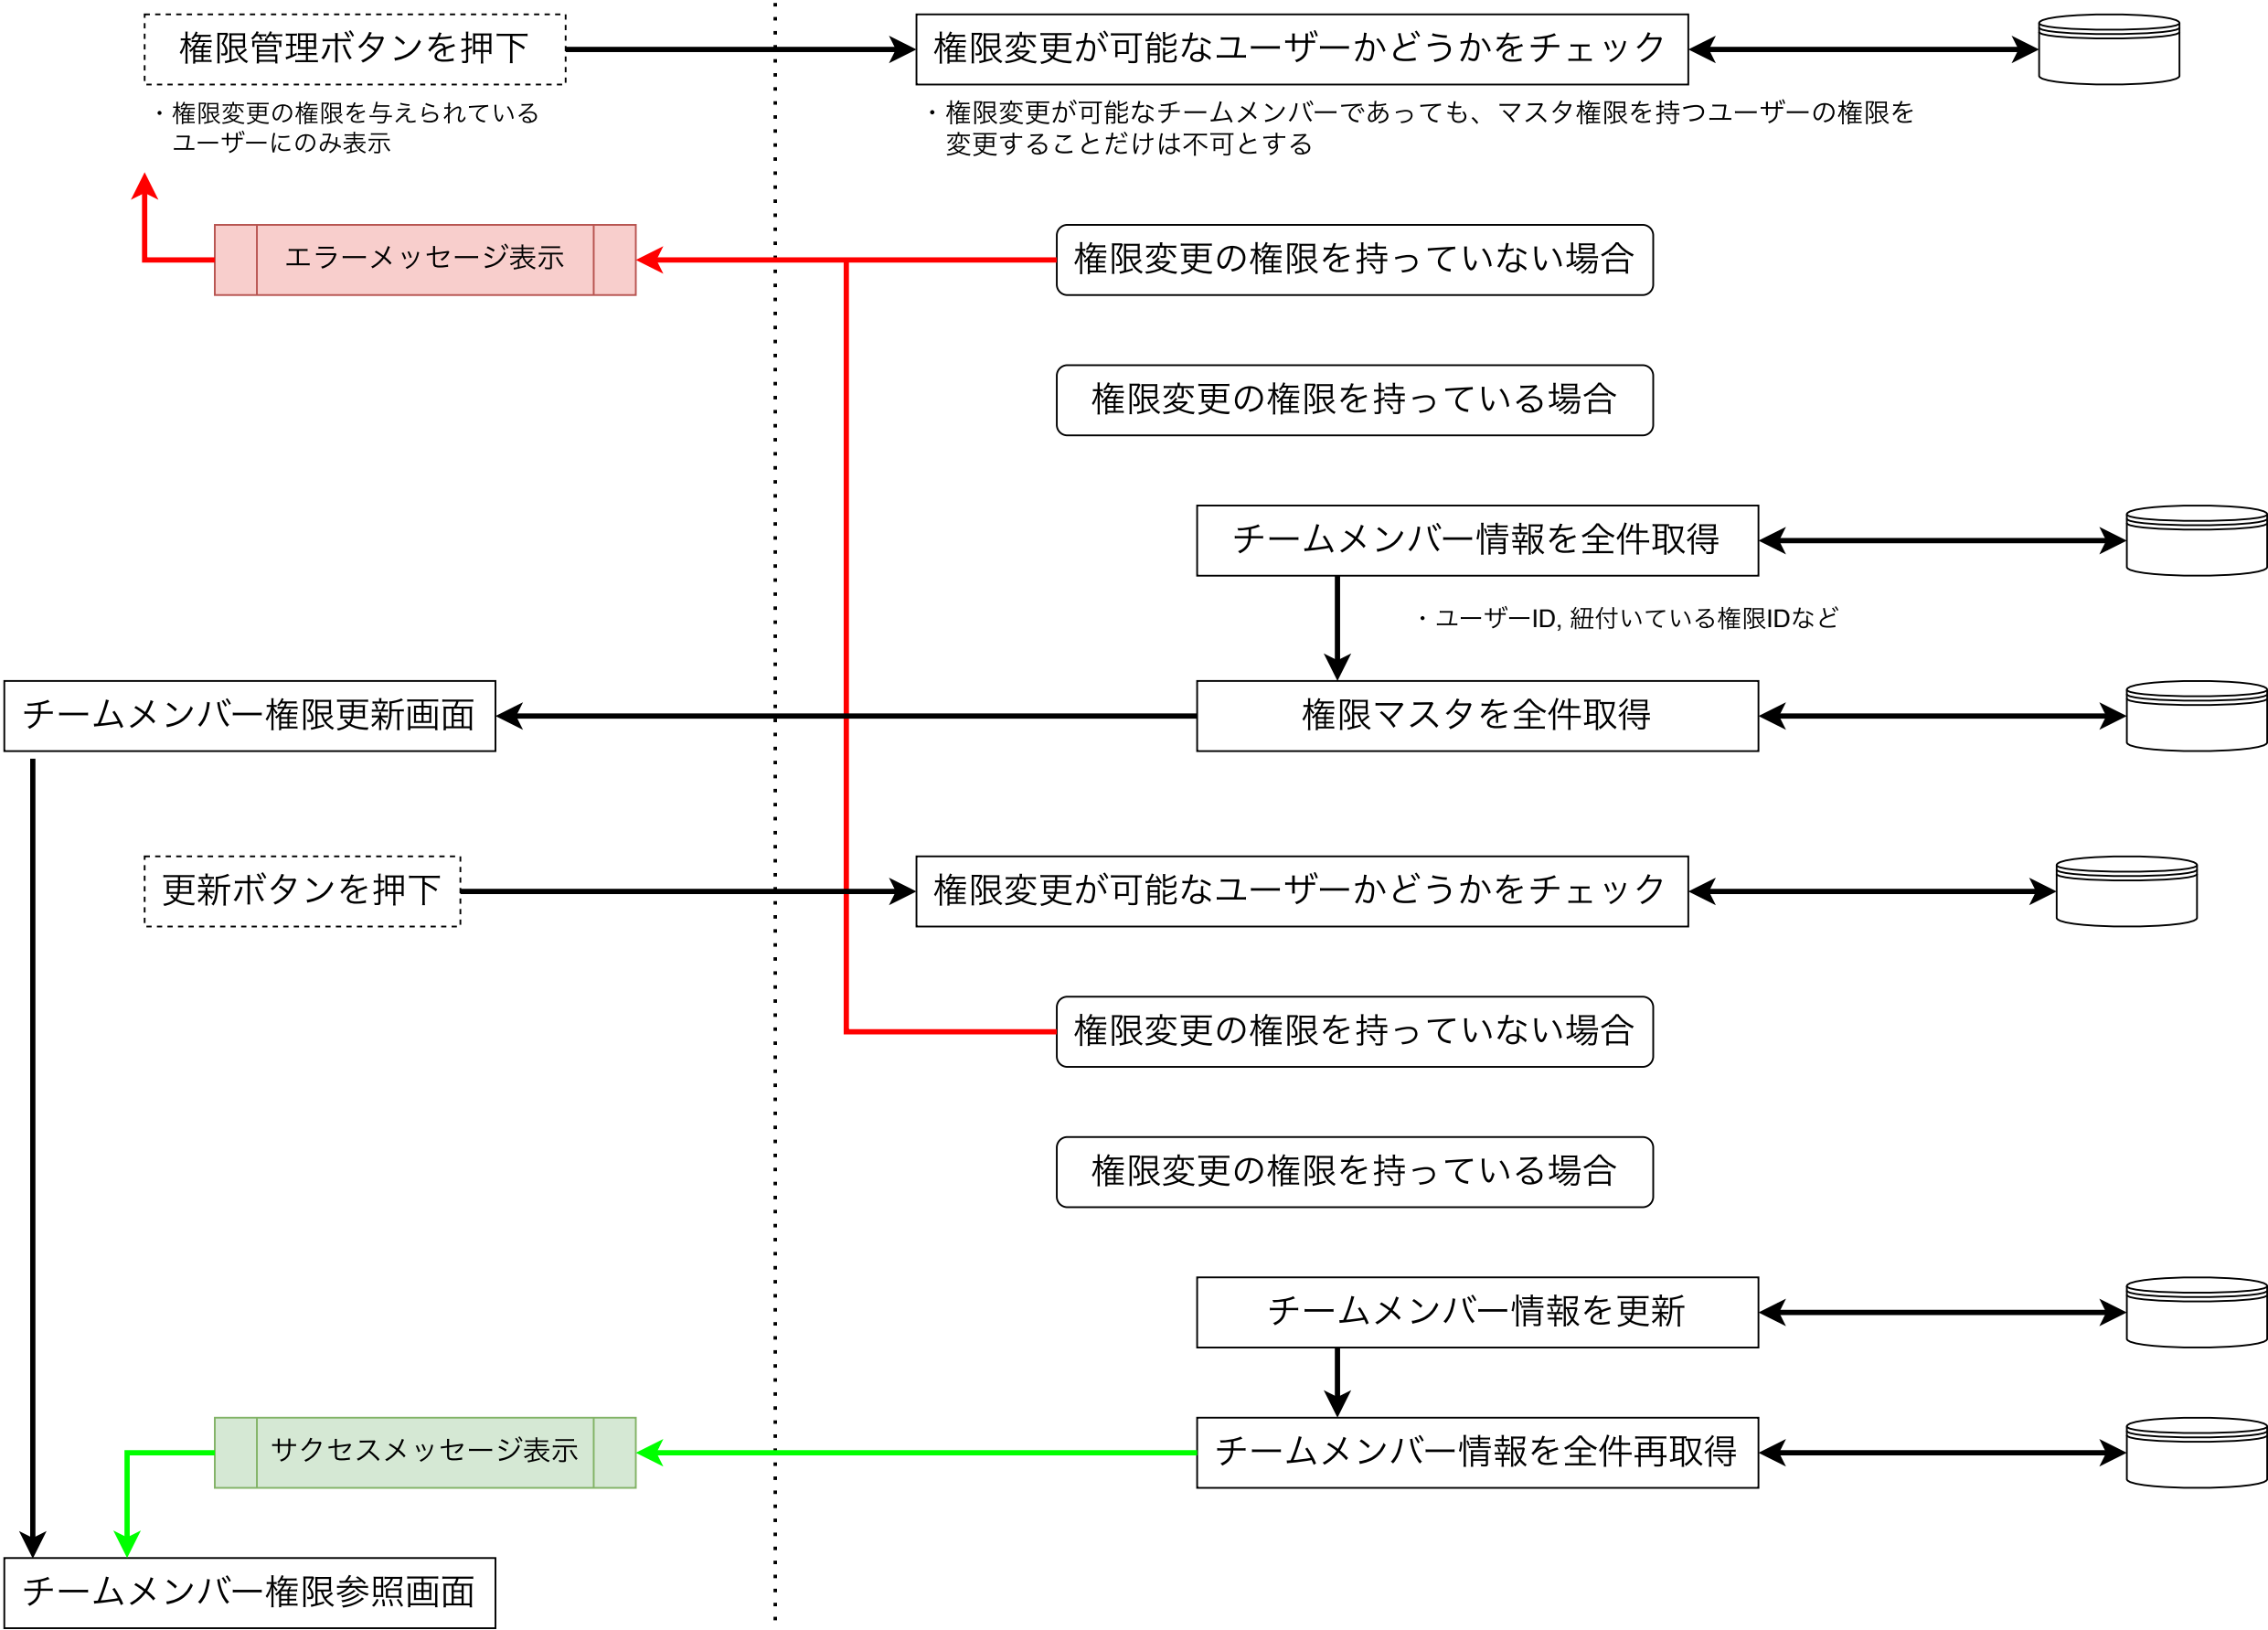 権限管理ボタンを押下
権限変更が可能なユーザーかどうかをチェック
・権限変更の権限を与えられている
ユーザーにのみ表示
・権限変更が可能なチームメンバーであっても、マスタ権限を持つユーザーの権限を
変更することだけは不可とする
エラーメッセージ表示
権限変更の権限を持っていない場合
権限変更の権限を持っている場合
チームメンバー情報を全件取得
・ユーザーID, 紐付いている権限IDなど
チームメンバー権限更新画面
権限マスタを全件取得
更新ボタンを押下
権限変更が可能なユーザーかどうかをチェック
権限変更の権限を持っていない場合
権限変更の権限を持っている場合
チームメンバー情報を更新
サクセスメッセージ表示
チームメンバー情報を全件再取得
チームメンバー権限参照画面